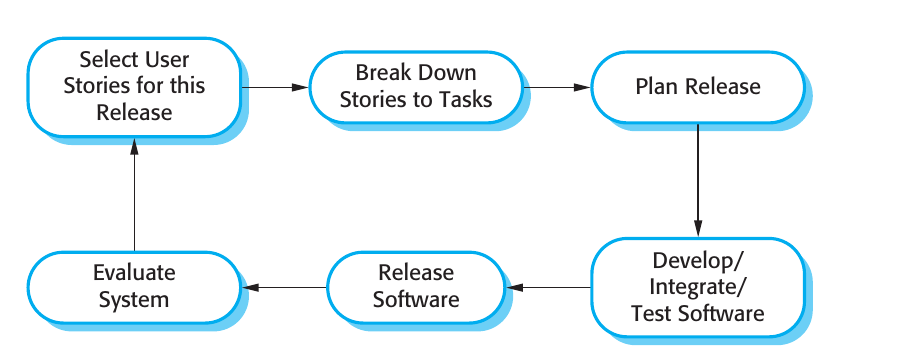 Select User
Stories for this
Release
Break Down
Stories to Tasks
Plan Release
Develop/
Integrate/
Test Software
Release
Software
Evaluate
System